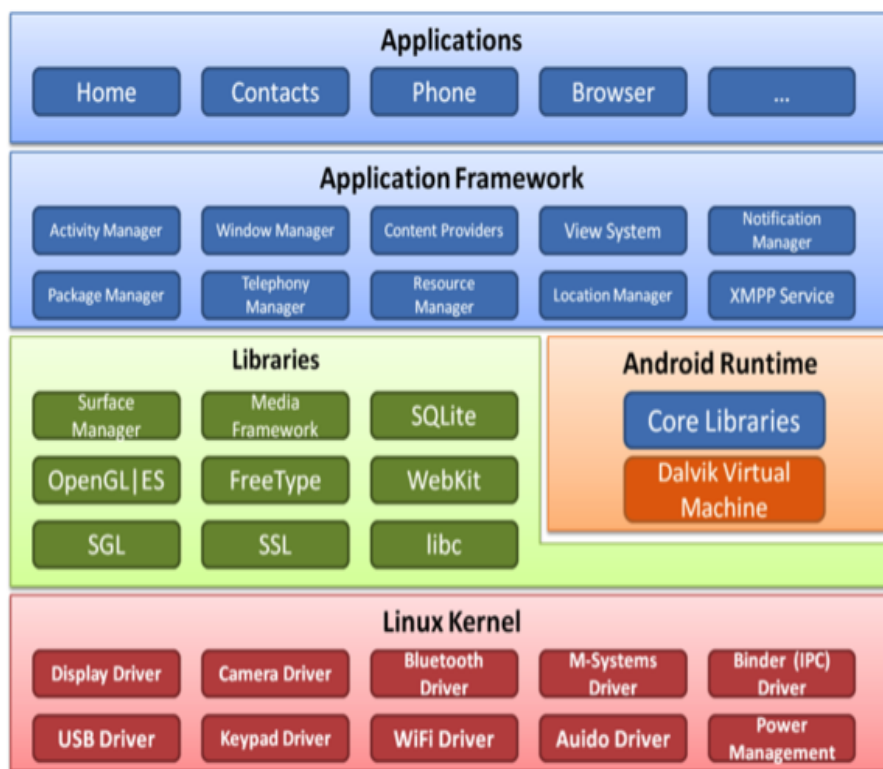 Applications
Home
Contacts
Phone
Browser
...
Application Framework
Activity Manager
Window Manager
Content Providers
View System
Notification
Manager
Package Manager
Telephony
Manager
Resource
Manager
Location Manager
XMPP Service
Libraries
Surface
Manager
Media
Framework
SQLite
OpenGL|ES
FreeType
WebKit
SGL
SSL
libc
Android Runtime
Core Libraries
Dalvik Virtual
Machine
Linux Kernel
Display Driver
Camera Driver
Bluetooth
Driver
M-Systems
Driver
Binder (IPC)
Driver
USB Driver
Keypad Driver
WiFi Driver
Auido Driver
Power
Management